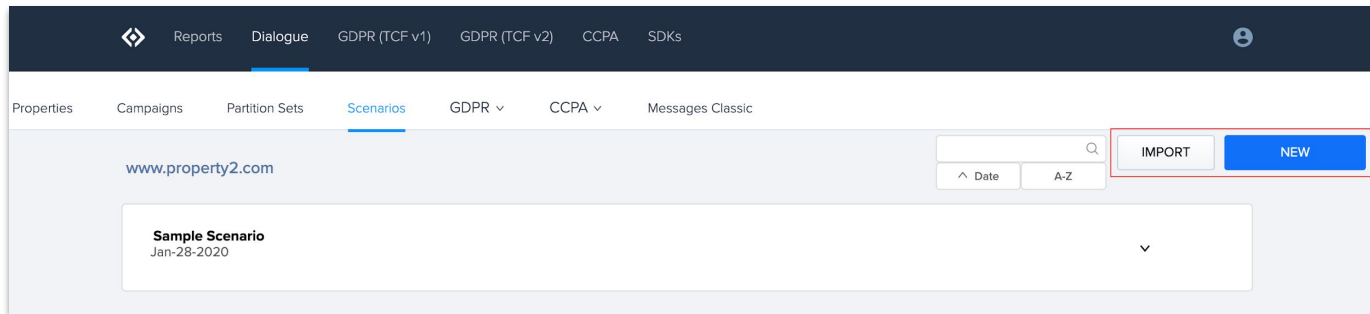 Reports Dialogue GDPR (TCF v1) GDPR (TCF v2) CCPA SDKs
Properties Campaigns Partition Sets Scenarios GDPR CCPA Messages Classic
www.property2.com
IMPORT NEW
Date A-Z
Sample Scenario
Jan-28-2020